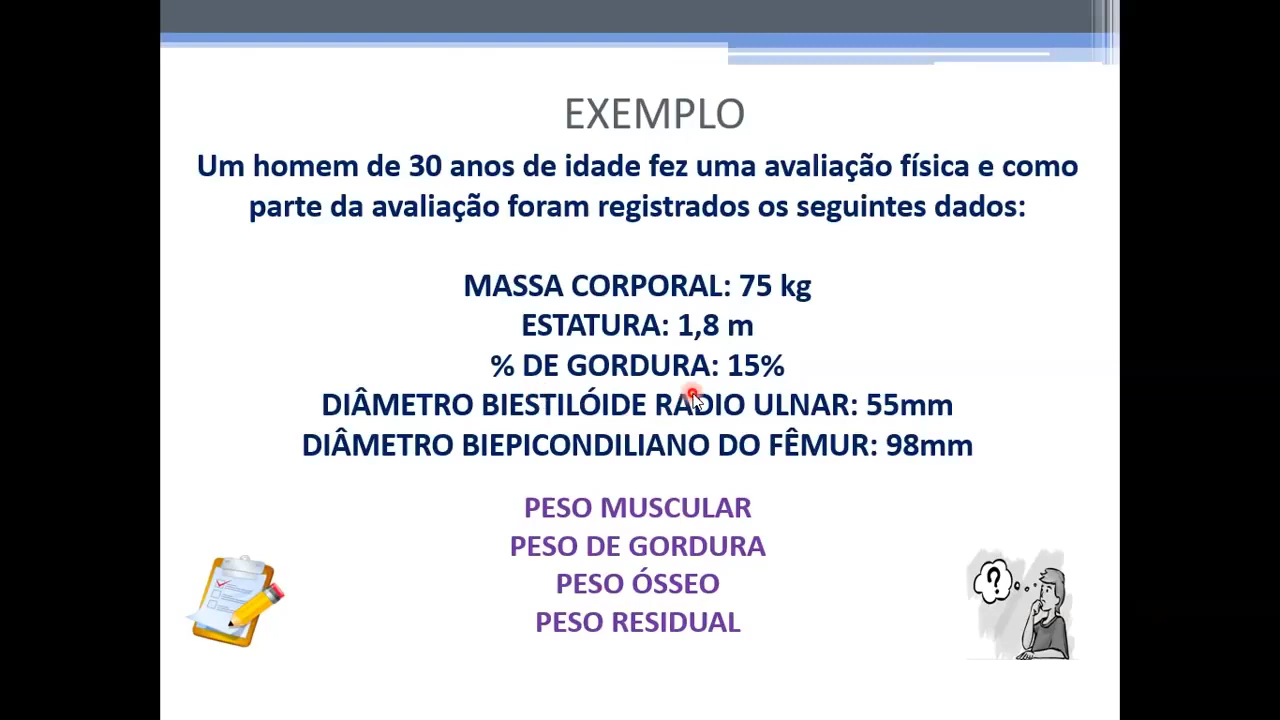 EXEMPLO
Um homem de 30 anos de idade fez uma avaliação física e como
parte da avaliação foram registrados os seguintes dados:
MASSA CORPORAL: 75 kg
ESTATURA: 1,8 m
% DE GORDURA: 15%
DIÂMETRO BIESTILÓIDE RADIO ULNAR: 55mm
DIÂMETRO BIEPICONDILIANO DO FÊMUR: 98mm
PESO MUSCULAR
PESO DE GORDURA
PESO ÓSSEO
PESO RESIDUAL
?